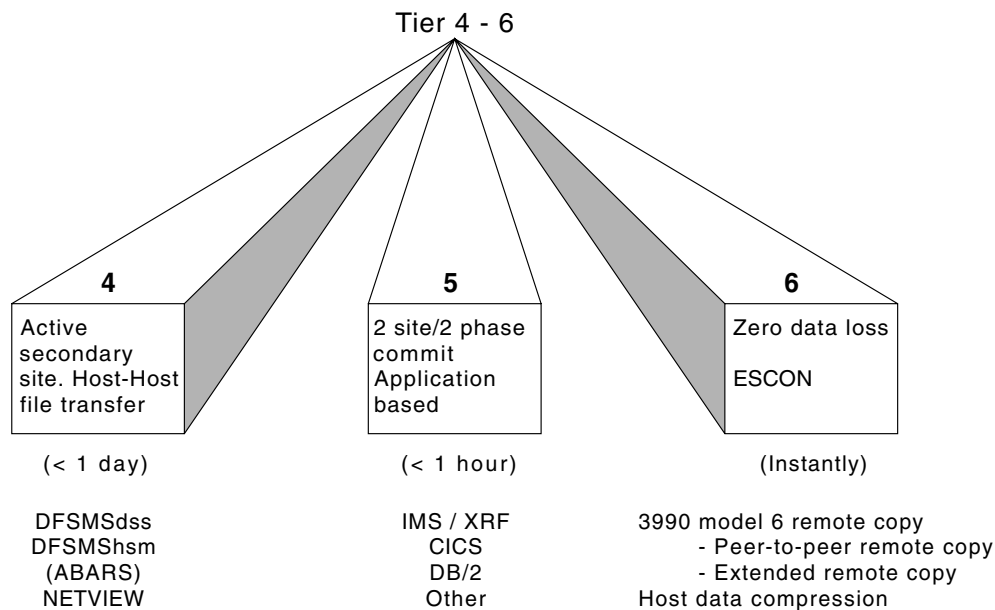 Tier 4 - 6
4
Active
secondary
site. Host-Host
file transfer
(< 1 day)
DFSMSdss
DFSMShsm
(ABARS)
NETVIEW
5
2 site/2 phase
commit
Application
based
(< 1 hour)
IMS / XRF
CICS
DB/2
Other
6
Zero data loss
ESCON
(Instantly)
3990 model 6 remote copy
- Peer-to-peer remote copy
- Extended remote copy
Host data compression